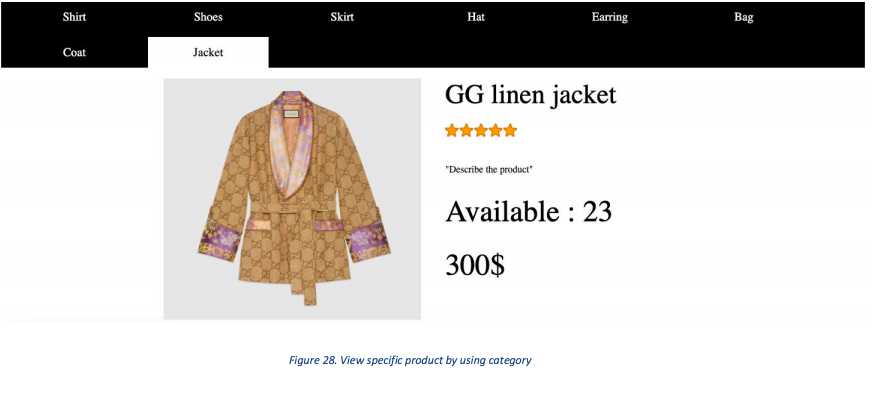 Shirt Shoes Skirt Hat Earring Bag
Coat Jacket
GG linen jacket
"Describe the product"
Available : 23
300$
Figure 28. View specific product by using category